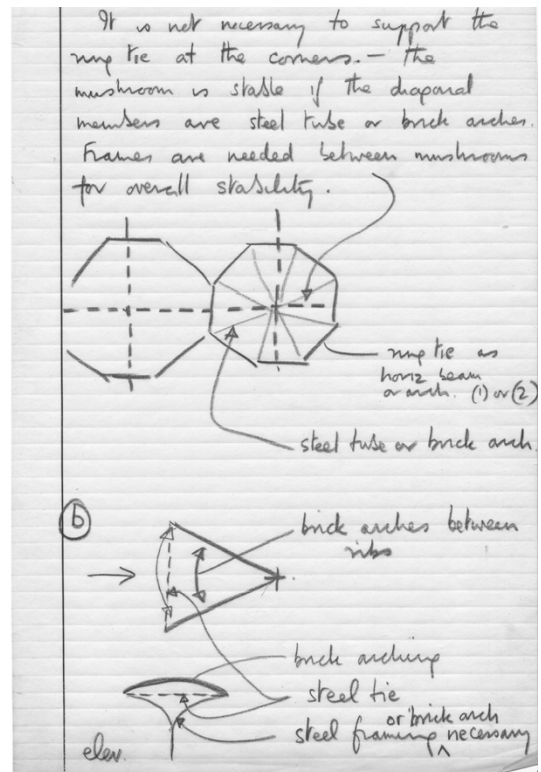 It is not necessary to support the
ring tie at the corners. – The
mushroom is stable if the diagonal
members are steel tube or brick arches.
Frames are needed between mushrooms
for overall stability.
ring tie as
horiz beam
or arch. (1) or (2)
steel tube or brick arch.
b
brick arches between
ribs
brick arching
steel tie
or brick arch
steel framing ^ necessary
elev.